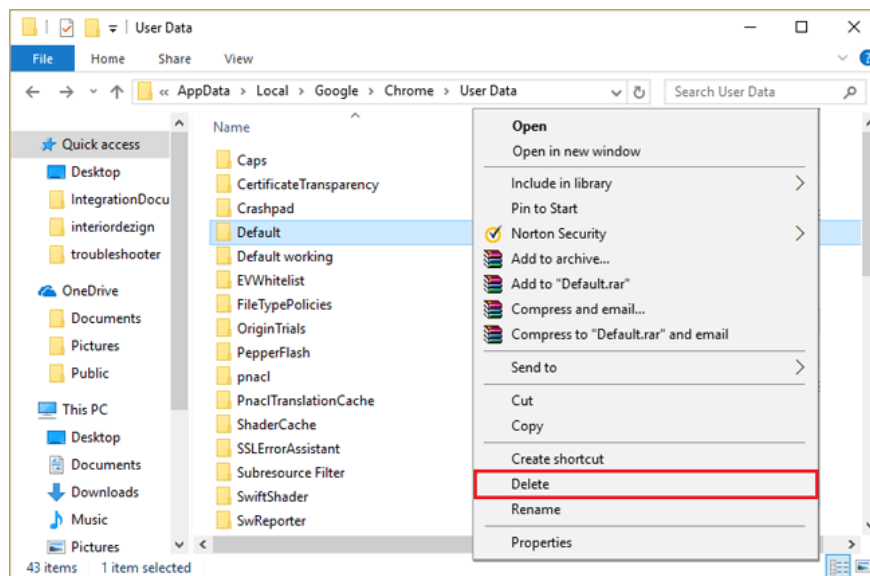 User Data
File Home Share View
« AppData > Local > Google > Chrome > User Data
Search User Data
Quick access
Desktop
IntegrationDocu
interiordezign
troubleshooter
OneDrive
Documents
Pictures
Public
This PC
Desktop
Documents
Downloads
Music
Pictures
Name
Caps
CertificateTransparency
Crashpad
Default
Default working
EVWhitelist
FileTypePolicies
OriginTrials
PepperFlash
pnacl
PnaclTranslationCache
ShaderCache
SSLErrorAssistant
Subresource Filter
SwiftShader
SwReporter
Open
Open in new window
Include in library
Pin to Start
Norton Security
Add to archive...
Add to "Default.rar"
Compress and email...
Compress to "Default.rar" and email
Send to
Cut
Copy
Create shortcut
Delete
Rename
Properties
43 items 1 item selected